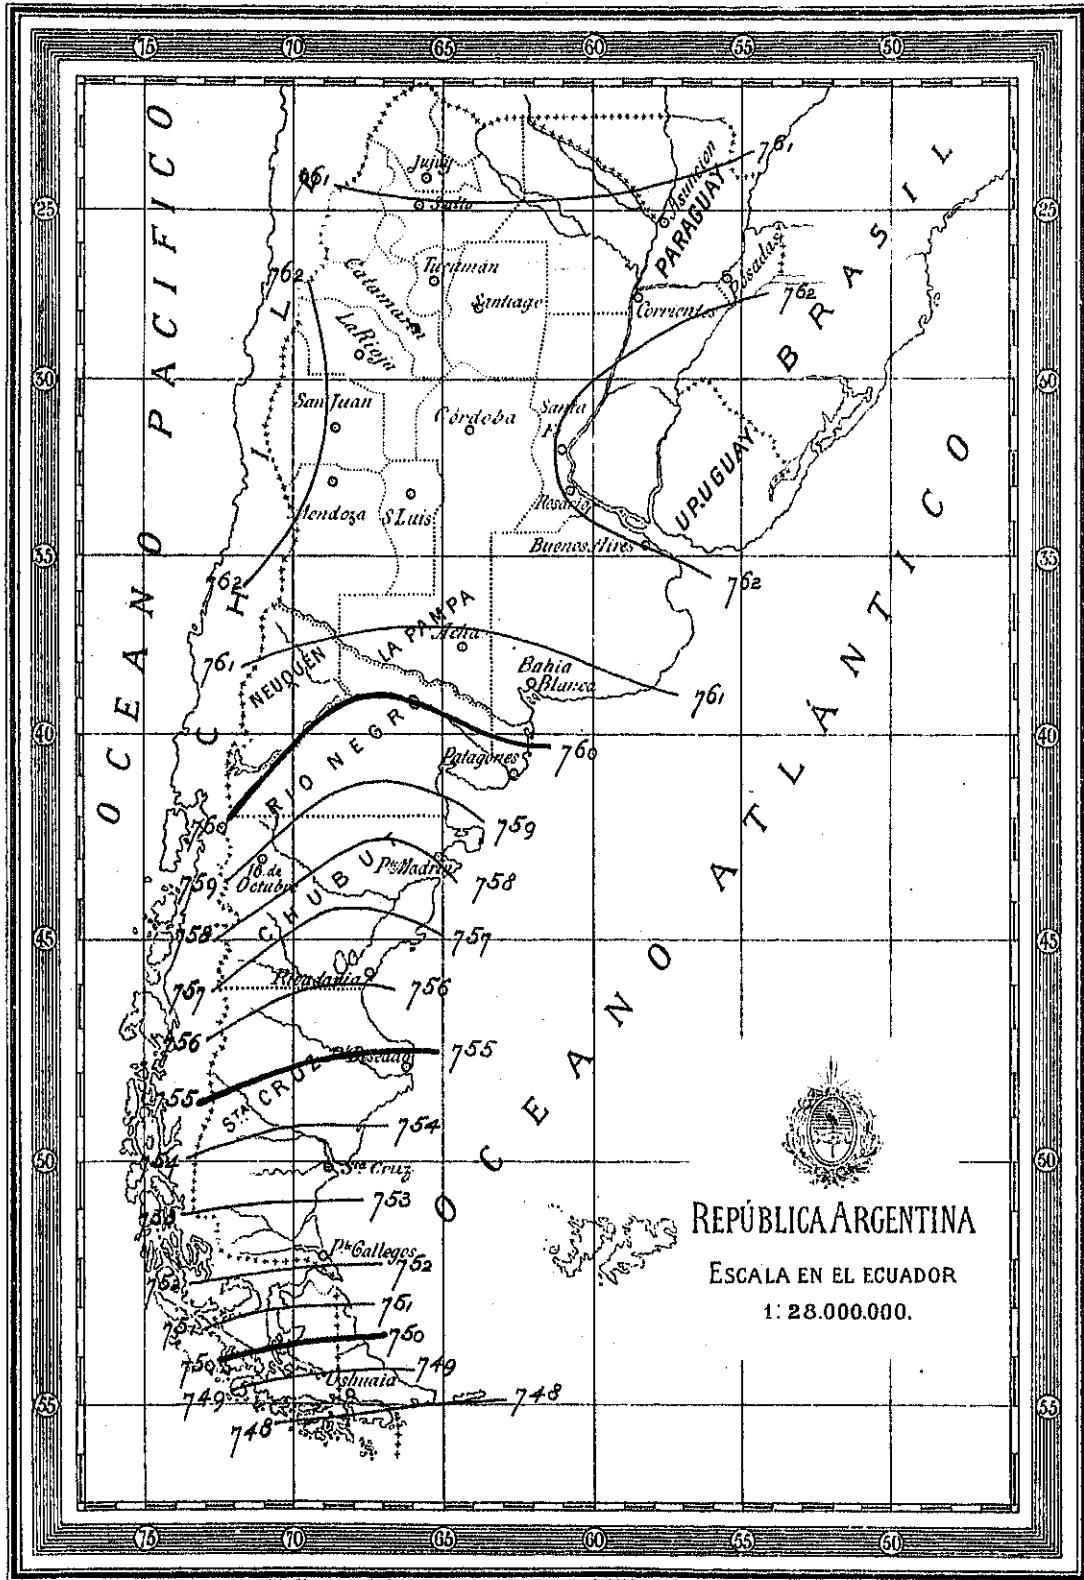 75 70 65 60 55 50
OCEANO PACIFICO
CHILE
BRASIL
761
761
Jujuy
Salta
Asuncion
PARAGUAY
25
25
762
Catamarca
Tucumán
Santiago
Posadas
Corrientes
762
La Rioja
30
30
San Juan
Córdoba
Santa Fé
URUGUAY
Mendoza
S. Luis
Rosario
Buenos Aires
35
35
762
762
LA PAMPA
Acha
761
NEUQUÉN
Bahia Blanca
761
40
40
RIO NEGRO
Patagones
760
760
759
16 de Octubre
CHUBUT
Pto Madryn
759
758
758
757
45
45
Rivadavia
757
756
756
Deseado
755
STA CRUZ
755
754
754
50
50
Sta Cruz
753
753
Pto Gallegos
752
752
751
751
750
750
749
Ushuaia
749
748
748
55
55
OCEANO ATLÁNTICO
REPÚBLICA ARGENTINA
ESCALA EN EL ECUADOR
1:28.000.000.
75 70 65 60 55 50